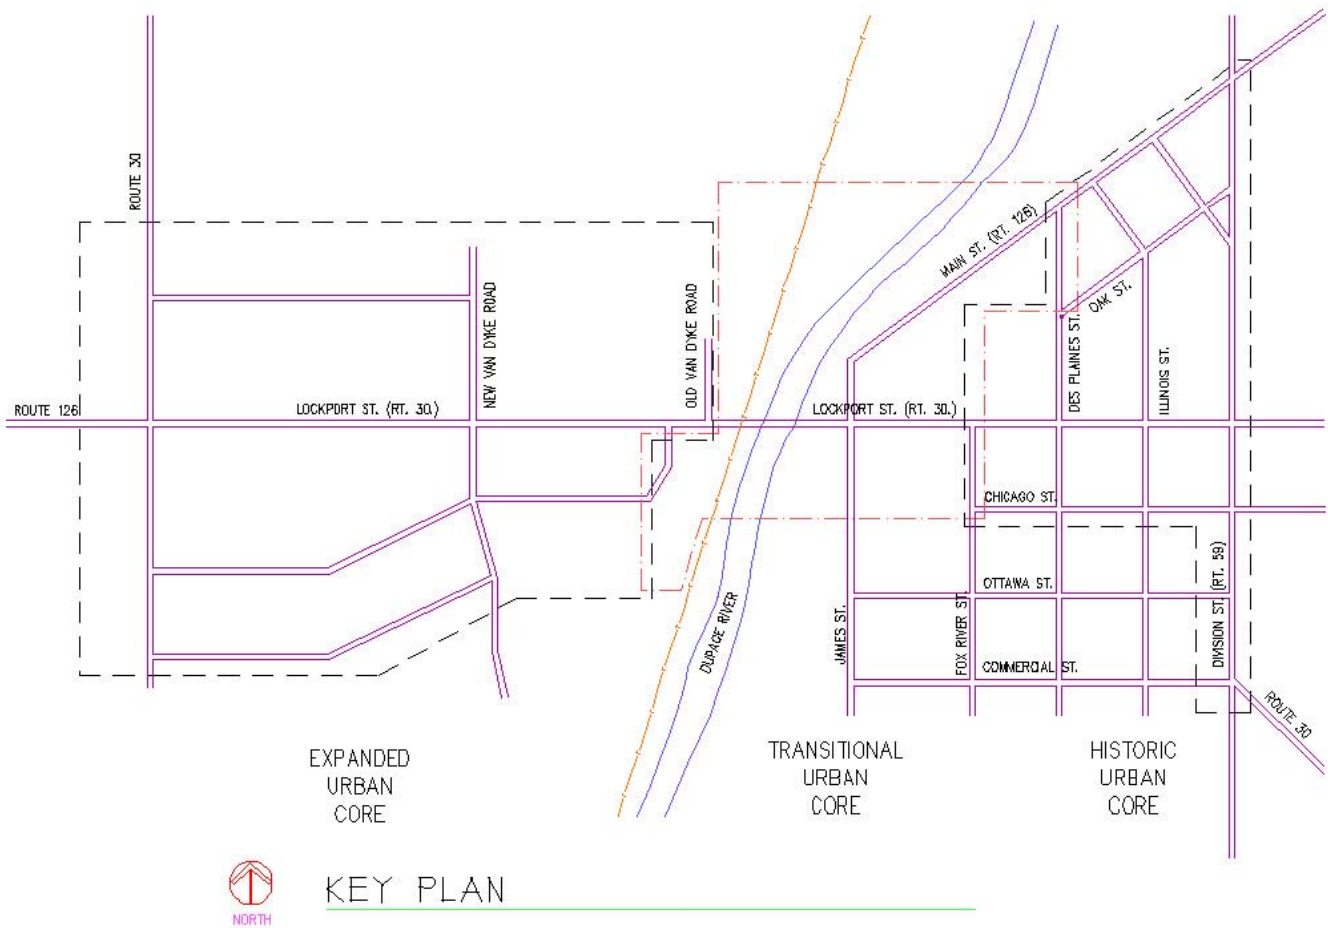 ROUTE 30
NEW VAN DYKE ROAD
OLD VAN DYKE ROAD
MAIN ST. (RT. 126)
OAK ST.
DES PLAINES ST.
ILLINOIS ST.
ROUTE 126
LOCKPORT ST. (RT. 30.)
LOCKPORT ST. (RT. 30.)
CHICAGO ST.
OTTAWA ST.
DIVISION ST. (RT. 59)
DUPAGE RIVER
JAMES ST.
FOX RIVER ST.
COMMERCIAL ST.
ROUTE 30
EXPANDED
URBAN
CORE
TRANSITIONAL
URBAN
CORE
HISTORIC
URBAN
CORE
KEY PLAN
NORTH